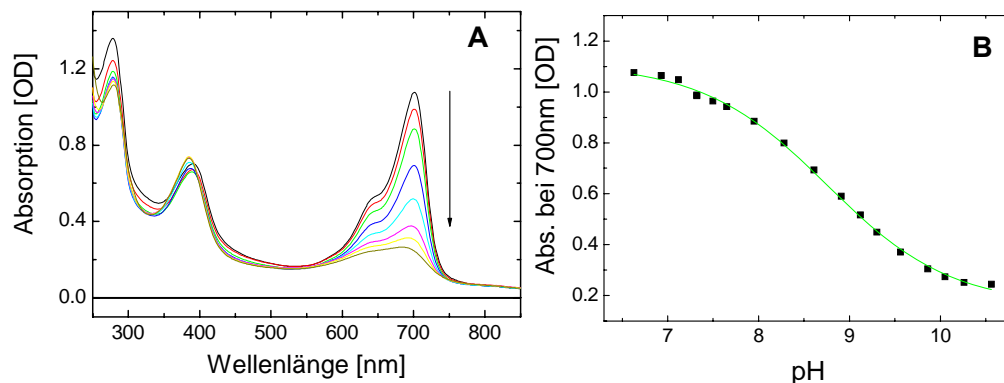 A
Absorption [OD]
1.2
0.8
0.4
0.0
300 400 500 600 700 800
Wellenlänge [nm]
B
Abs. bei 700nm [OD]
1.2
1.0
0.8
0.6
0.4
0.2
7 8 9 10
pH